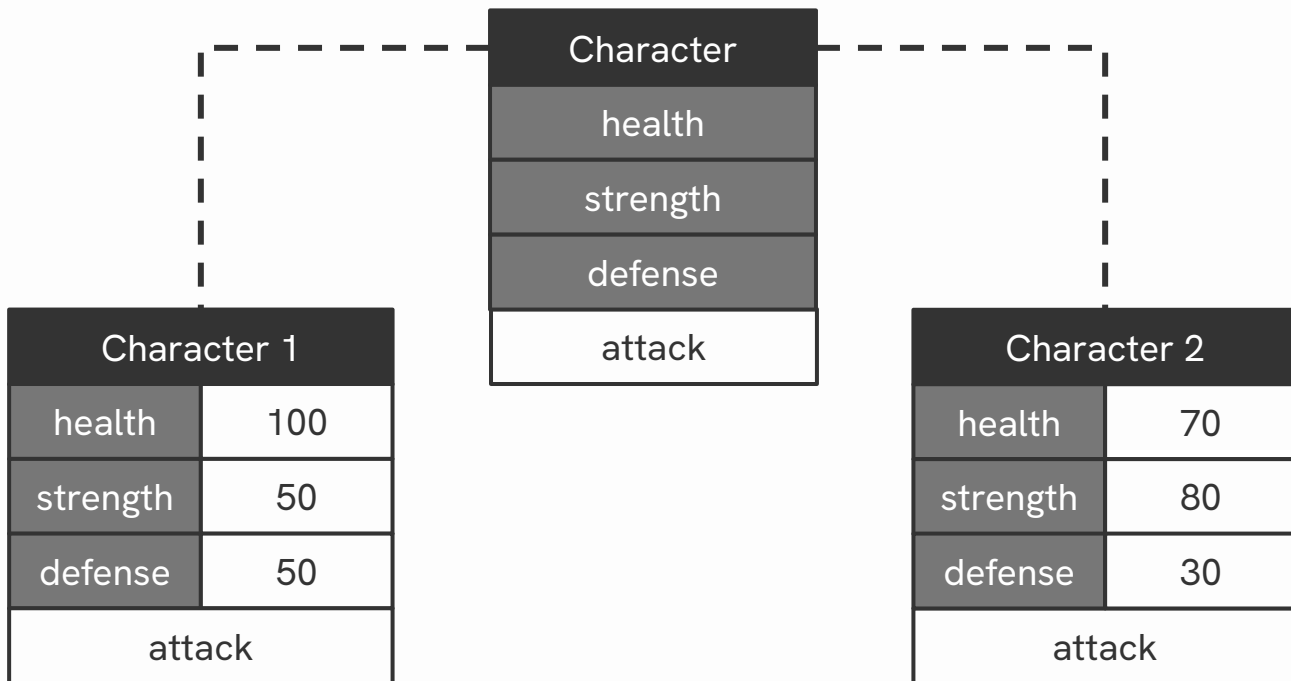 Character
health
strength
defense
attack
Character 1
health 100
strength 50
defense 50
attack
Character 2
health 70
strength 80
defense 30
attack